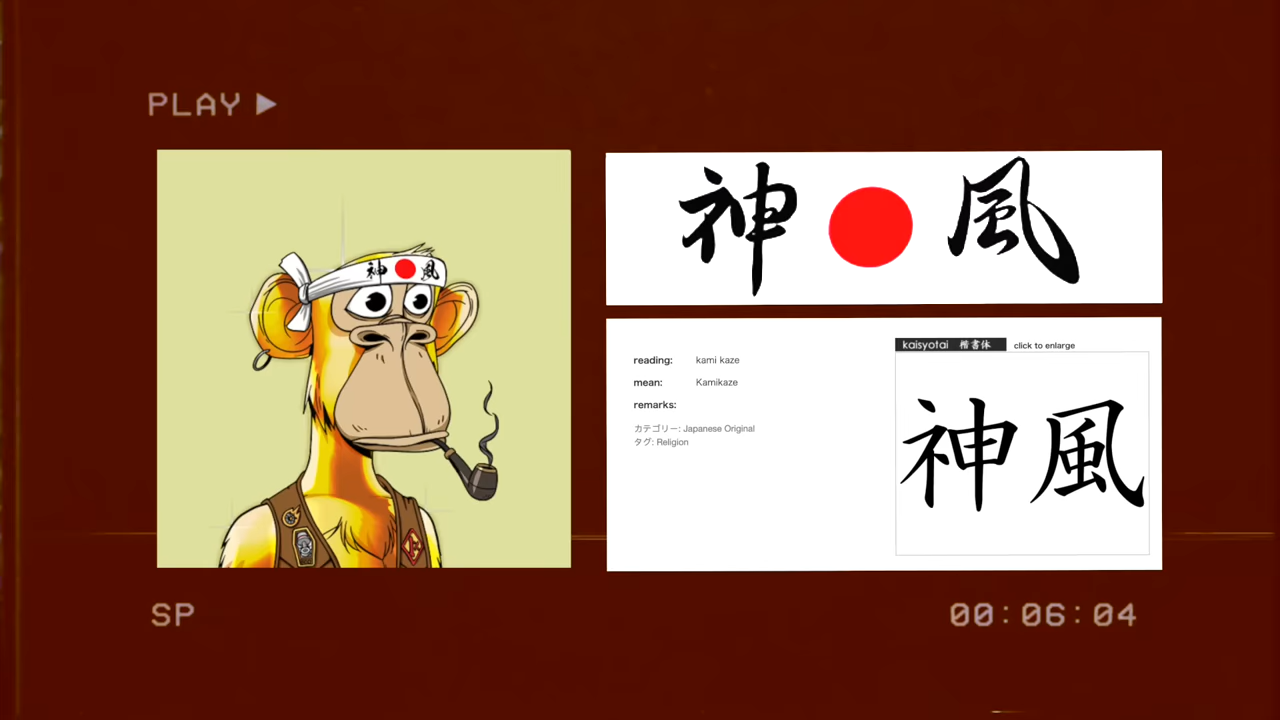 PLAY
神 風
神 風
reading: kami kaze
mean: Kamikaze
remarks:
カテゴリー: Japanese Original
タグ: Religion
kaisyotai 楷書体 click to enlarge
神風
SP
00:06:04